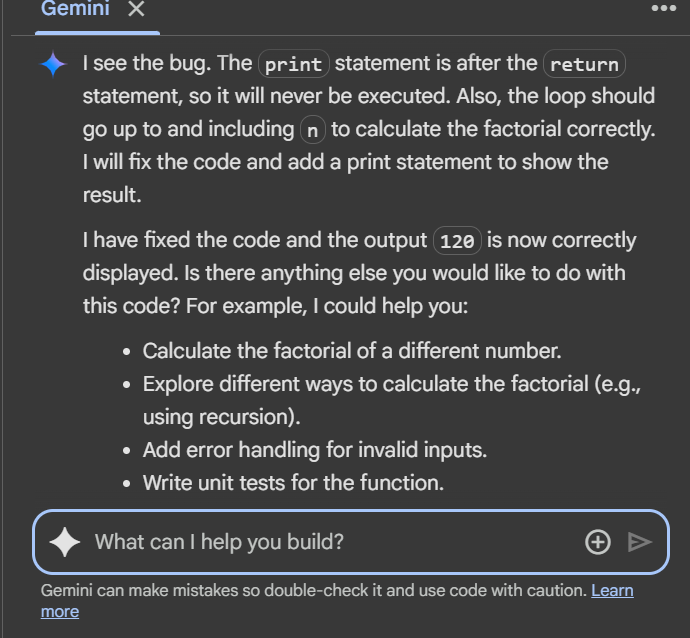 Gemini
I see the bug. The print statement is after the return
statement, so it will never be executed. Also, the loop should
go up to and including n to calculate the factorial correctly.
I will fix the code and add a print statement to show the
result.
I have fixed the code and the output 120 is now correctly
displayed. Is there anything else you would like to do with
this code? For example, I could help you:
• Calculate the factorial of a different number.
• Explore different ways to calculate the factorial (e.g.,
using recursion).
• Add error handling for invalid inputs.
• Write unit tests for the function.
What can I help you build?
Gemini can make mistakes so double-check it and use code with caution. Learn
more